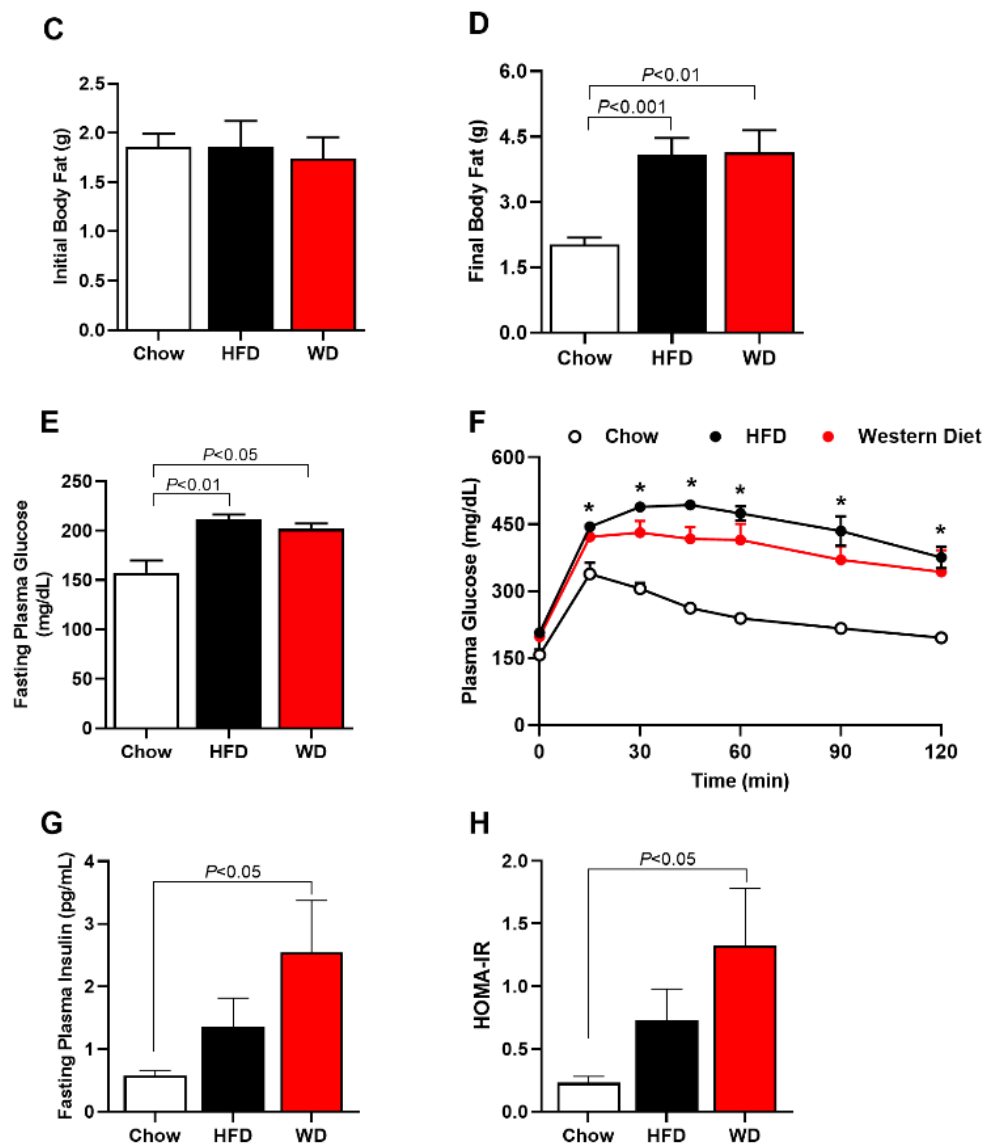 C
Initial Body Fat (g)
2.5
2.0
1.5
1.0
0.5
0.0
Chow HFD WD
D
Final Body Fat (g)
6.0
4.5
3.0
1.5
0.0
P<0.01
P<0.001
Chow HFD WD
E
Fasting Plasma Glucose
(mg/dL)
250
200
150
100
50
0
P<0.05
P<0.01
Chow HFD WD
F
Chow HFD Western Diet
Plasma Glucose (mg/dL)
600
450
300
150
0
* * * * * *
0 30 60 90 120
Time (min)
G
Fasting Plasma Insulin (pg/mL)
4
3
2
1
0
P<0.05
Chow HFD WD
H
HOMA-IR
2.0
1.5
1.0
0.5
0.0
P<0.05
Chow HFD WD